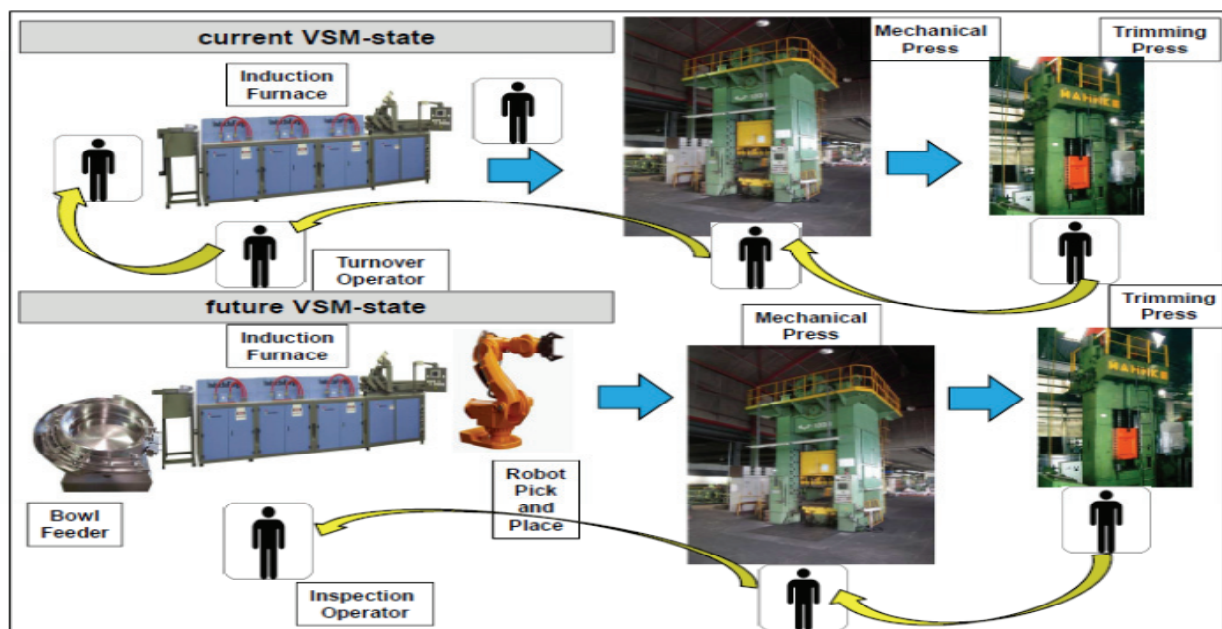 current VSM-state
Mechanical
Press
Trimming
Press
Induction
Furnace
MAHNKE
Turnover
Operator
future VSM-state
Trimming
Press
Mechanical
Press
Induction
Furnace
Robot
Pick
and
Place
Bowl
Feeder
Inspection
Operator